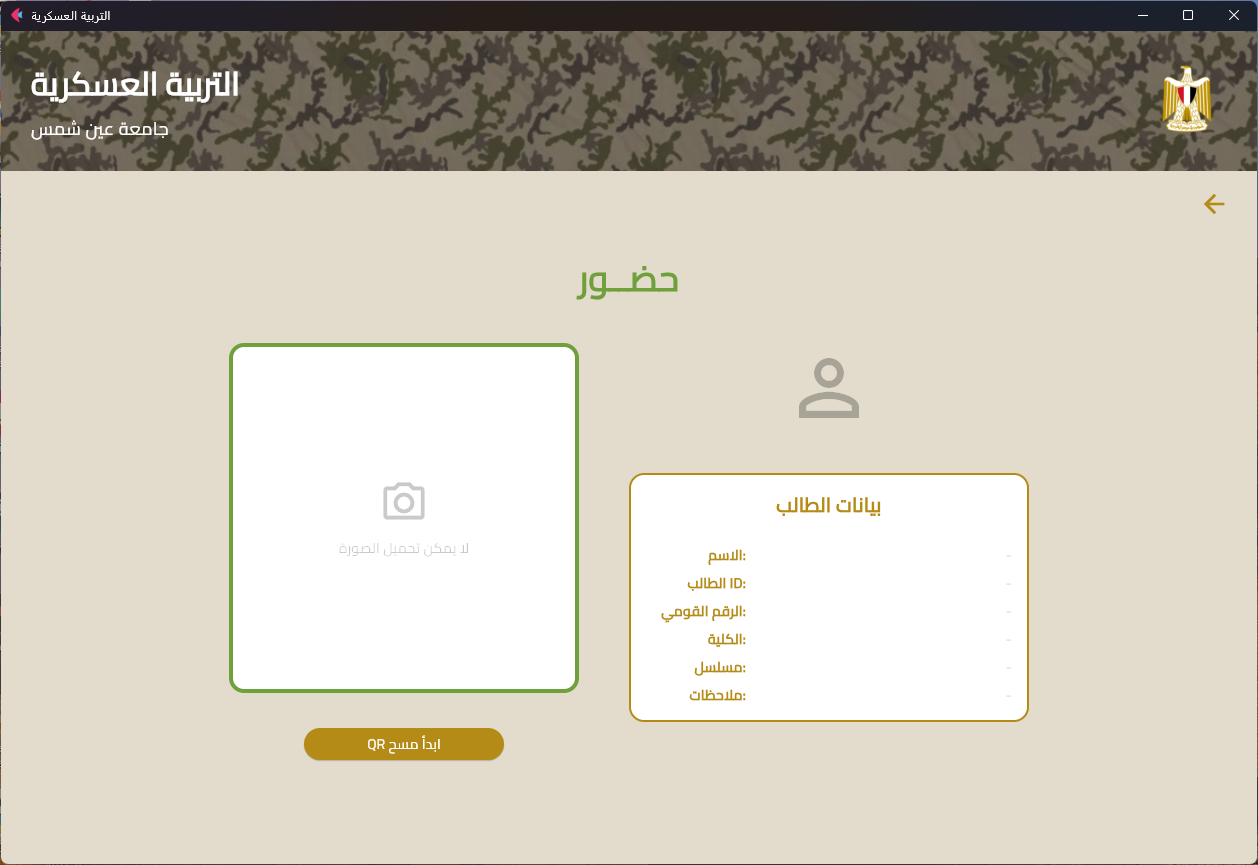 التربية العسكرية
التربية العسكرية
جامعة عين شمس
حضـــور
لا يمكن تحميل الصورة
ابدأ مسح QR
بيانات الطالب
الاسم: -
ID الطالب: -
الرقم القومي: -
الكلية: -
مسلسل: -
ملاحظات: -